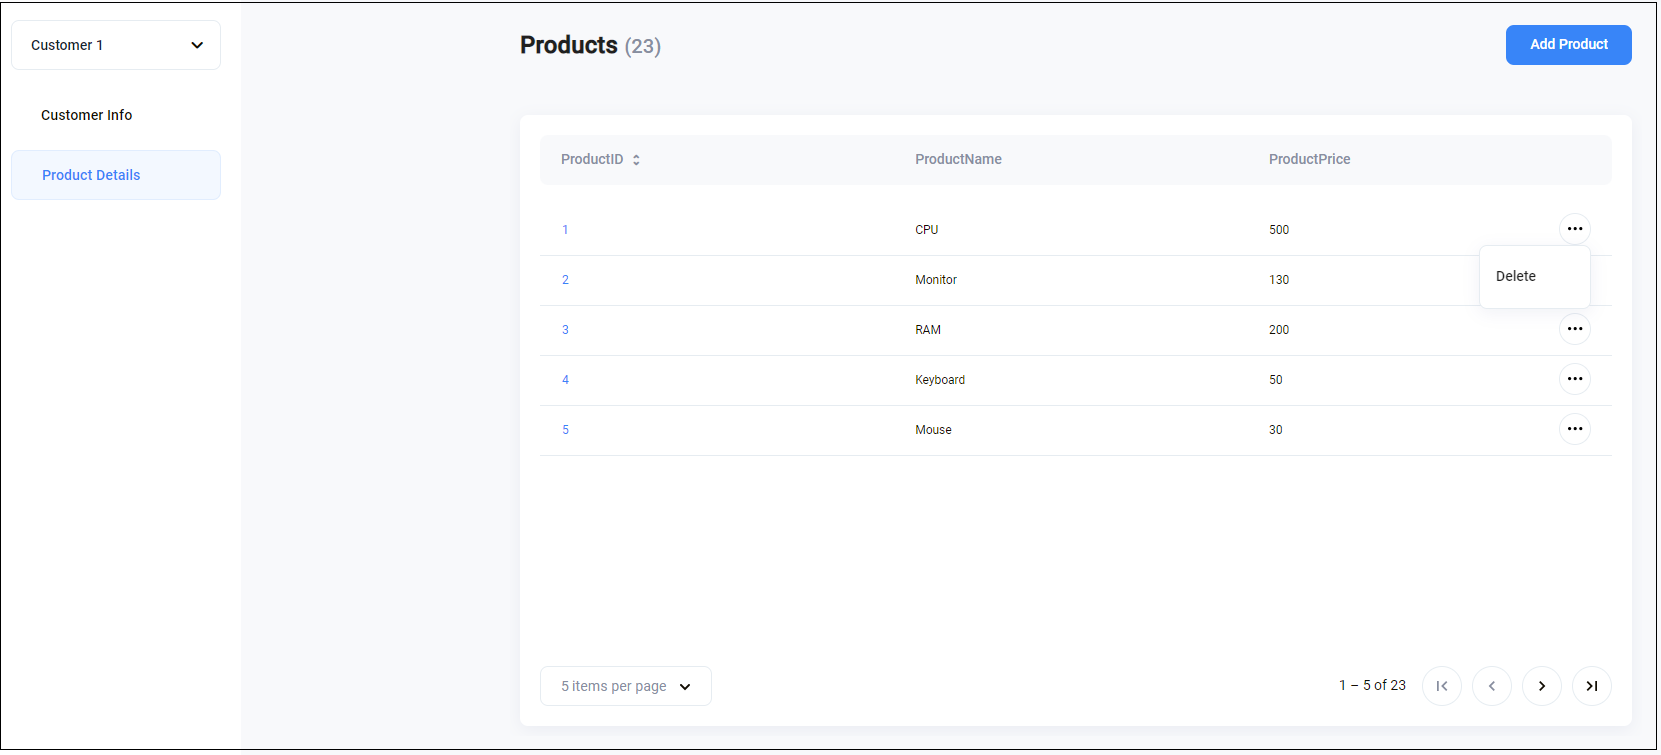 Customer 1
Customer Info
Product Details
Products (23)
Add Product
ProductID ProductName ProductPrice
1 CPU 500
Delete
2 Monitor 130
3 RAM 200
4 Keyboard 50
5 Mouse 30
5 items per page
1 – 5 of 23